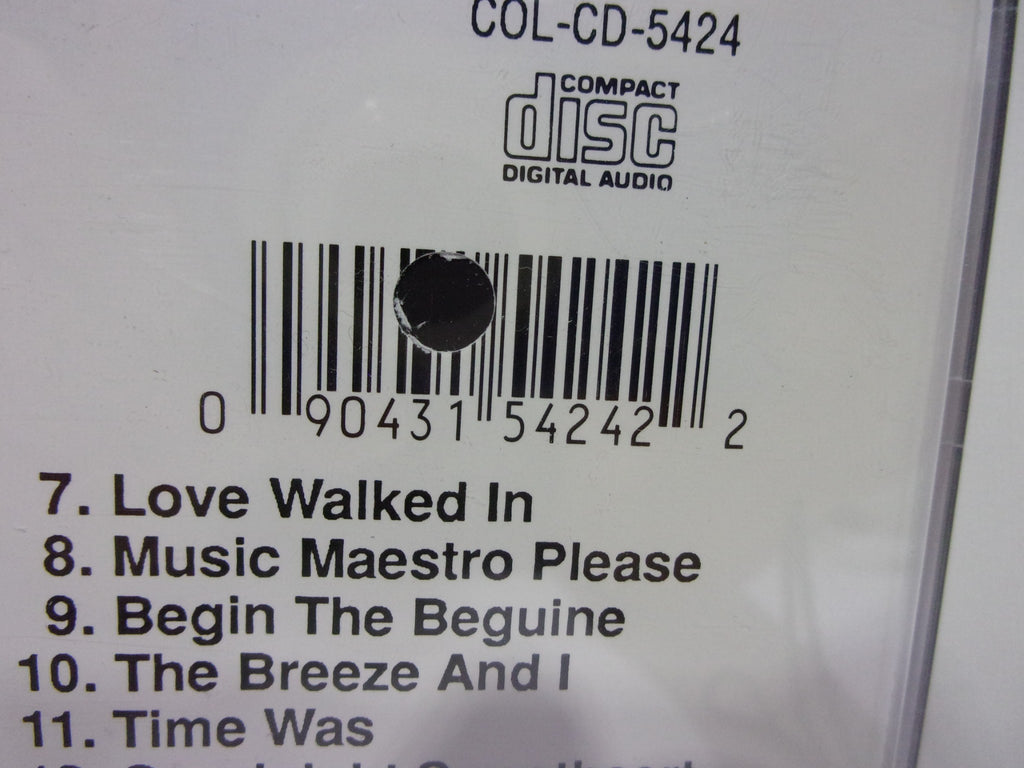 COL-CD-5424
COMPACT
disc
DIGITAL AUDIO
0 90431 54242 2
7. Love Walked In
8. Music Maestro Please
9. Begin The Beguine
10. The Breeze And I
11. Time Was